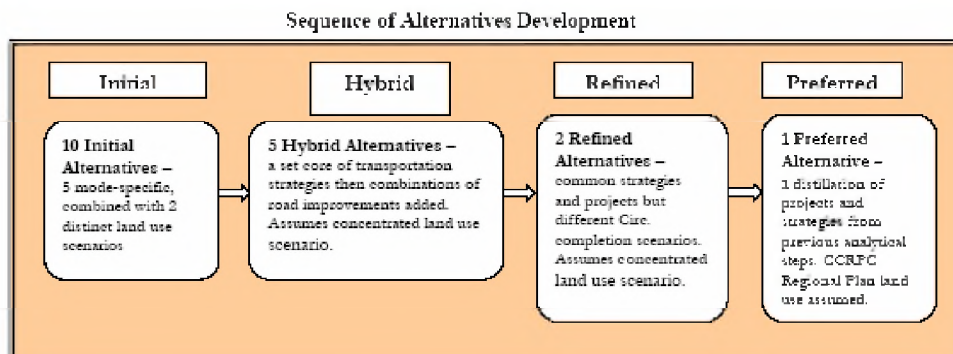 Sequence of Alternatives Development
Initial
Hybrid
Refined
Preferred
10 Initial
Alternatives –
5 mode-specific,
combined with 2
distinct land use
scenarios
5 Hybrid Alternatives –
a set core of transportation
strategies then combinations of
road improvements added.
Assumes concentrated land use
scenario.
2 Refined
Alternatives –
common strategies
and projects but
different Circ.
completion scenarios.
Assumes concentrated
land use scenario.
1 Preferred
Alternative –
1 distillation of
projects and
strategies from
previous analytical
steps. CCRPC
Regional Plan land
use assumed.